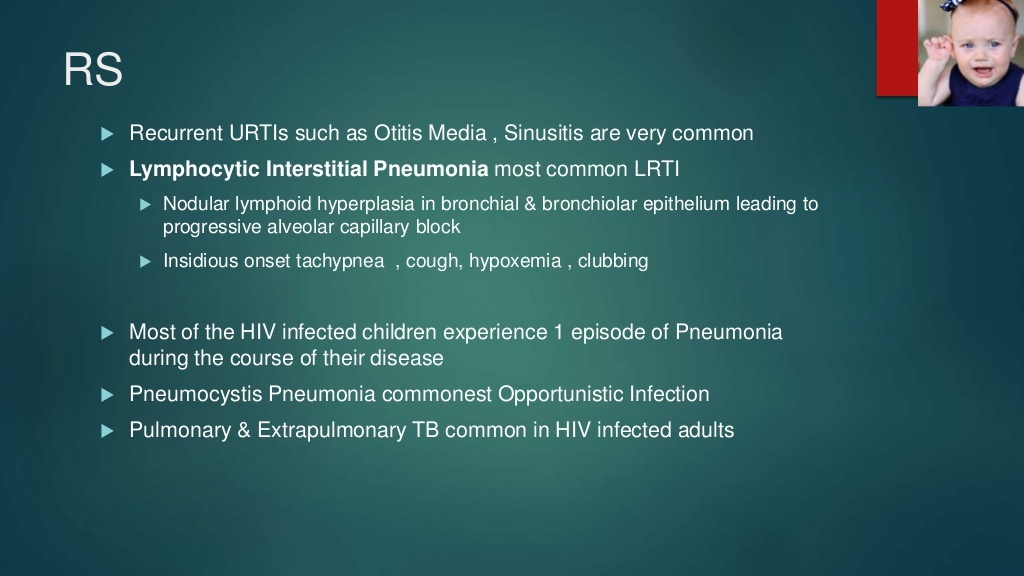 RS
Recurrent URTIs such as Otitis Media , Sinusitis are very common
Lymphocytic Interstitial Pneumonia most common LRTI
Nodular lymphoid hyperplasia in bronchial & bronchiolar epithelium leading to
progressive alveolar capillary block
Insidious onset tachypnea , cough, hypoxemia , clubbing
Most of the HIV infected children experience 1 episode of Pneumonia
during the course of their disease
Pneumocystis Pneumonia commonest Opportunistic Infection
Pulmonary & Extrapulmonary TB common in HIV infected adults